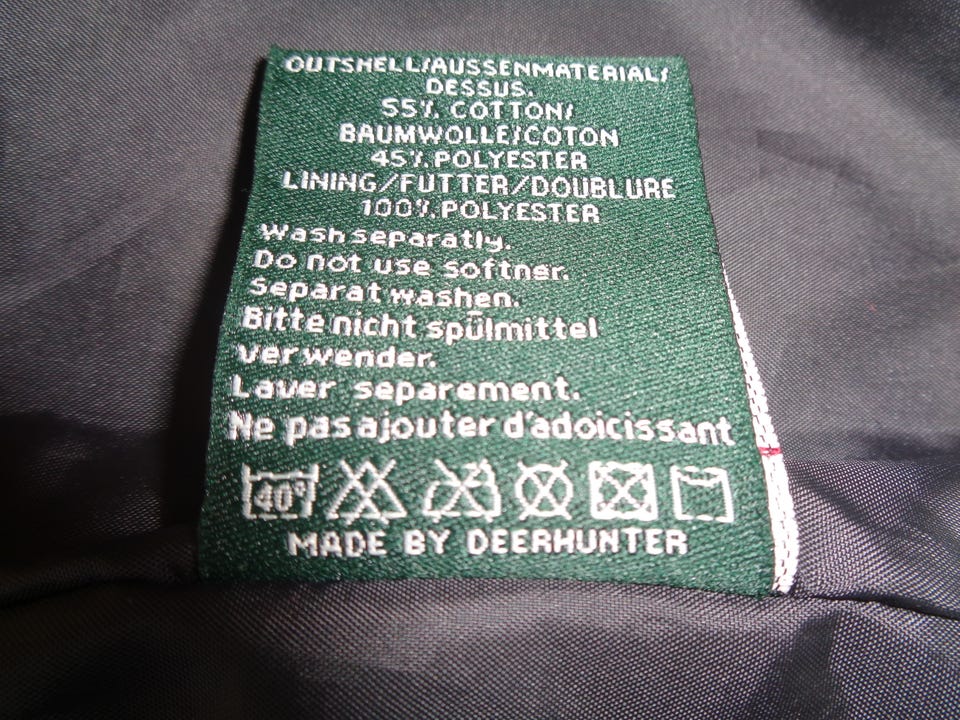 OUTSHELL/AUSSENMATERIAL/
DESSUS.
55% COTTON/
BAUMWOLLE/COTON
45% POLYESTER
LINING/FUTTER/DOUBLURE
100% POLYESTER
Wash separatly.
Do not use softner.
Separat washen.
Bitte nicht spülmittel
verwender.
Laver separement.
Ne pas ajouter d'adoicissant
40°
MADE BY DEERHUNTER